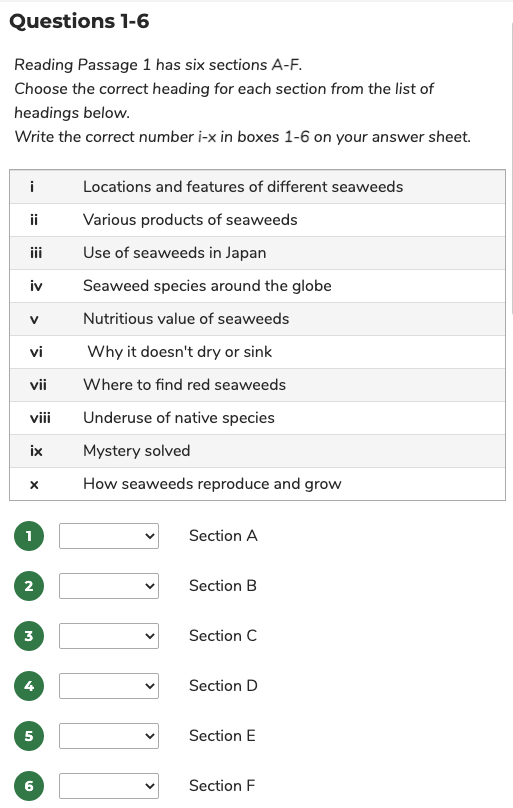 Questions 1-6
Reading Passage 1 has six sections A-F.
Choose the correct heading for each section from the list of
headings below.
Write the correct number i-x in boxes 1-6 on your answer sheet.
i Locations and features of different seaweeds
ii Various products of seaweeds
iii Use of seaweeds in Japan
iv Seaweed species around the globe
v Nutritious value of seaweeds
vi Why it doesn't dry or sink
vii Where to find red seaweeds
viii Underuse of native species
ix Mystery solved
x How seaweeds reproduce and grow
1 Section A
2 Section B
3 Section C
4 Section D
5 Section E
6 Section F